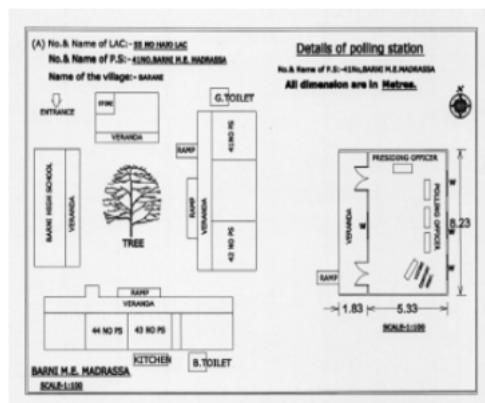 (A) No.& Name of LAC:- 55 NO HAJO LAC
No.& Name of P.S:- 41NO.BARNI M.E. MADRASSA
Name of the village:- BARANE
ENTRANCE
VERANDA
G.TOILET
BARNI HIGH SCHOOL
VERANDA
TREE
RAMP
RAMP
VERANDA
41NO PS
42 NO PS
RAMP
VERANDA
44 NO PS
43 NO PS
KITCHEN
B.TOILET
BARNI M.E. MADRASSA
SCALE-1:100
Details of polling station
No.& Name of P.S:-41No,BARNI M.E.MADRASSA
All dimension are in Metres.
PRESIDING OFFICER
VERANDA
POLLING OFFICER
W
W
W
W
8.23
RAMP
1.83
5.33
SCALE-1:100